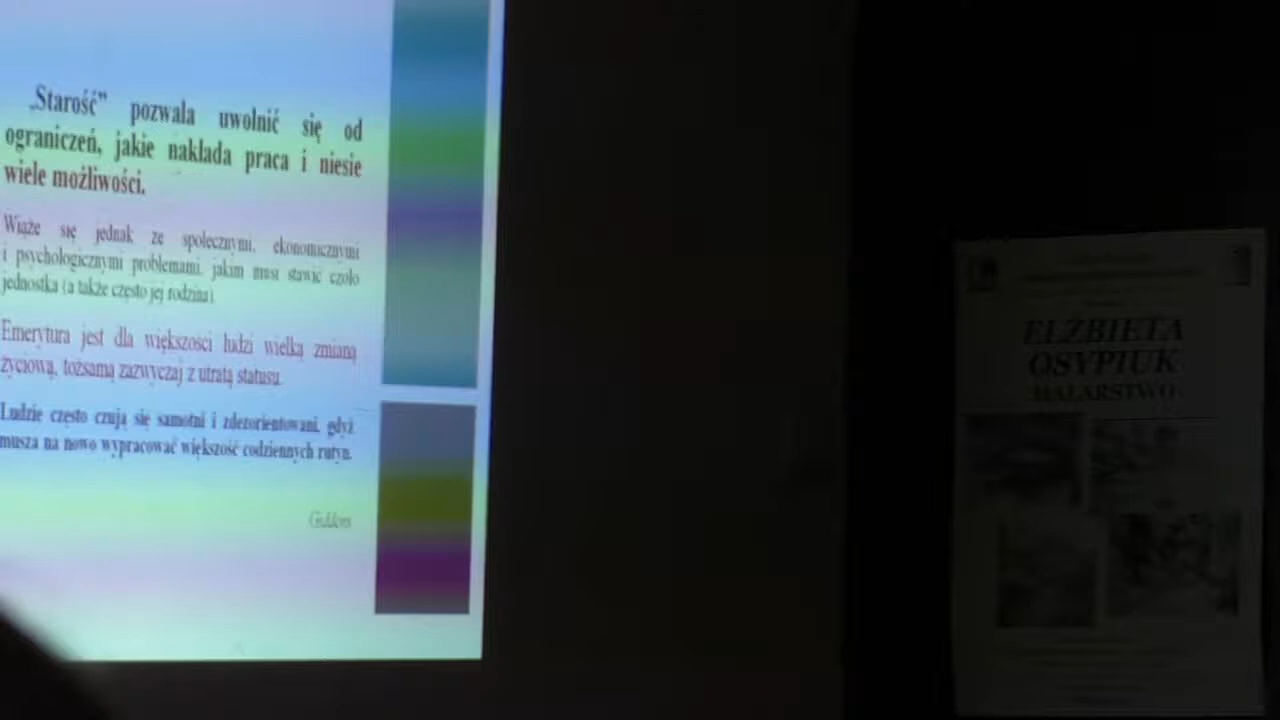 „Starość” pozwala uwolnić się od
ograniczeń, jakie nakłada praca i niesie
wiele możliwości.
Wiąże się jednak ze społecznymi, ekonomicznymi
i psychologicznymi problemami, jakim musi stawić czoło
jednostka (a także często jej rodzina)
Emerytura jest dla większości ludzi wielką zmianą
życiową, tożsamą zazwyczaj z utratą statusu.
Ludzie często czują się samotni i zdezorientowani, gdyż
muszą na nowo wypracować większość codziennych rutyn.
Giddens
ELŻBIETA
OSYPIUK
MALARSTWO